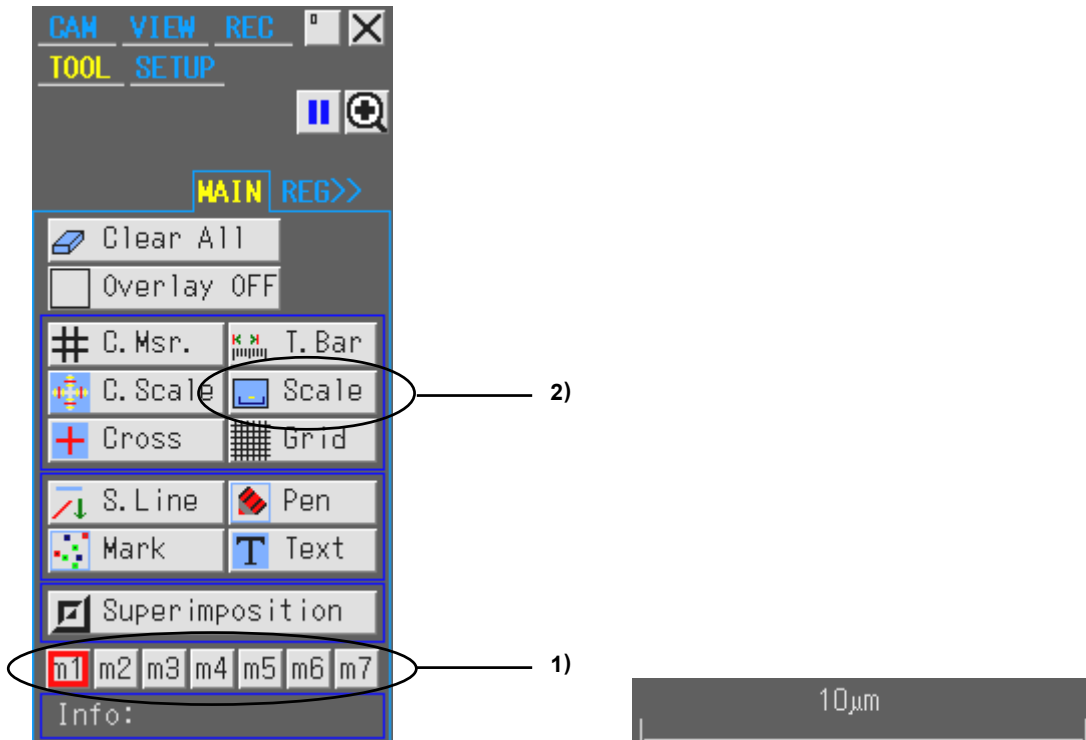 CAM VIEW REC
TOOL SETUP
MAIN REG>>
Clear All
Overlay OFF
C.Msr. T.Bar
C.Scale Scale
2)
Cross Grid
S.Line Pen
Mark Text
Superimposition
m1 m2 m3 m4 m5 m6 m7
1)
Info:
10µm